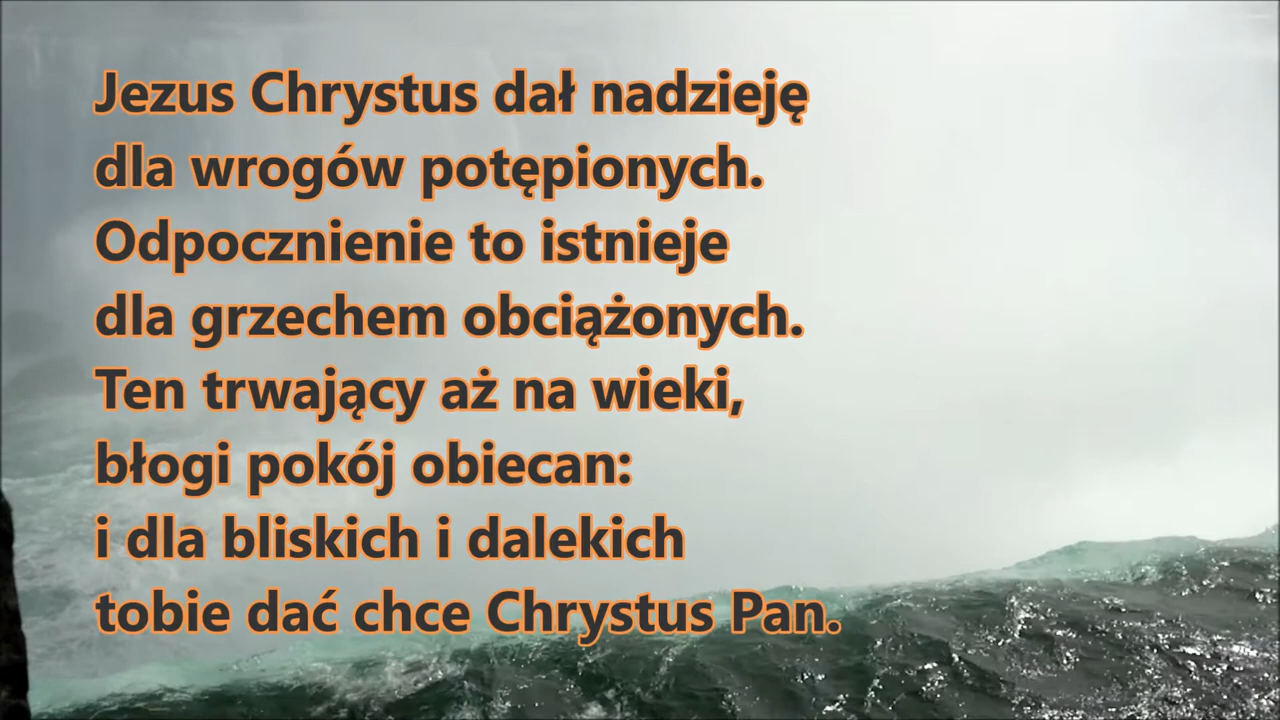 Jezus Chrystus dał nadzieję
dla wrogów potępionych.
Odpocznienie to istnieje
dla grzechem obciążonych.
Ten trwający aż na wieki,
błogi pokój obiecan:
i dla bliskich i dalekich
tobie dać chce Chrystus Pan.